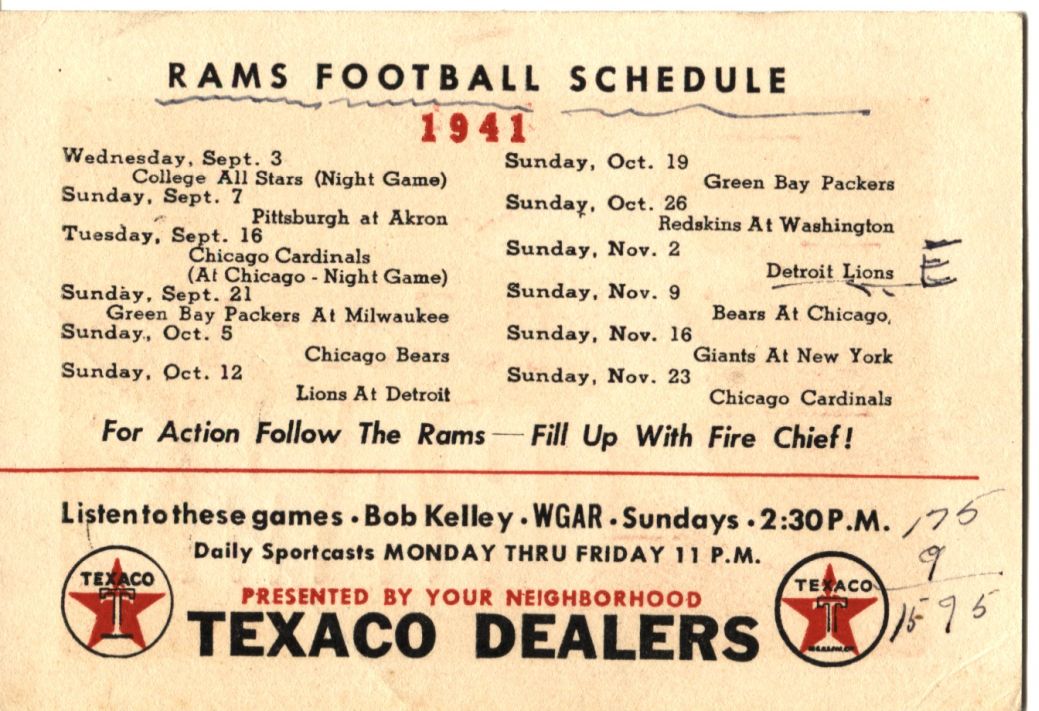 RAMS FOOTBALL SCHEDULE
1941
Wednesday, Sept. 3
College All Stars (Night Game)
Sunday, Sept. 7
Pittsburgh at Akron
Tuesday, Sept. 16
Chicago Cardinals
(At Chicago - Night Game)
Sunday, Sept. 21
Green Bay Packers At Milwaukee
Sunday, Oct. 5
Chicago Bears
Sunday, Oct. 12
Lions At Detroit
Sunday, Oct. 19
Green Bay Packers
Sunday, Oct. 26
Redskins At Washington
Sunday, Nov. 2
Detroit Lions E
Sunday, Nov. 9
Bears At Chicago,
Sunday, Nov. 16
Giants At New York
Sunday, Nov. 23
Chicago Cardinals
For Action Follow The Rams — Fill Up With Fire Chief!
Listen to these games • Bob Kelley • WGAR • Sundays • 2:30 P.M.
Daily Sportcasts MONDAY THRU FRIDAY 11 P.M.
PRESENTED BY YOUR NEIGHBORHOOD
TEXACO DEALERS
TEXACO
T
TEXACO
T
175
9
1595